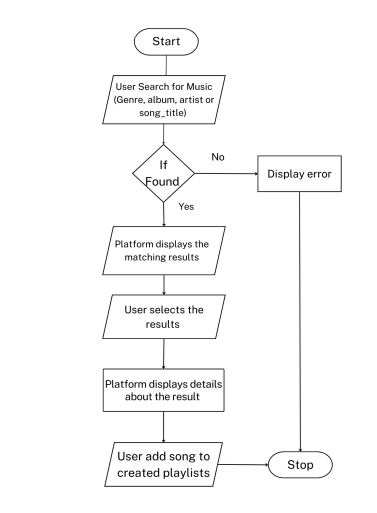 Start
User Search for Music
(Genre, album, artist or
song_title)
If
Found
No
Display error
Yes
Platform displays the
matching results
User selects the
results
Platform displays details
about the result
User add song to
created playlists
Stop